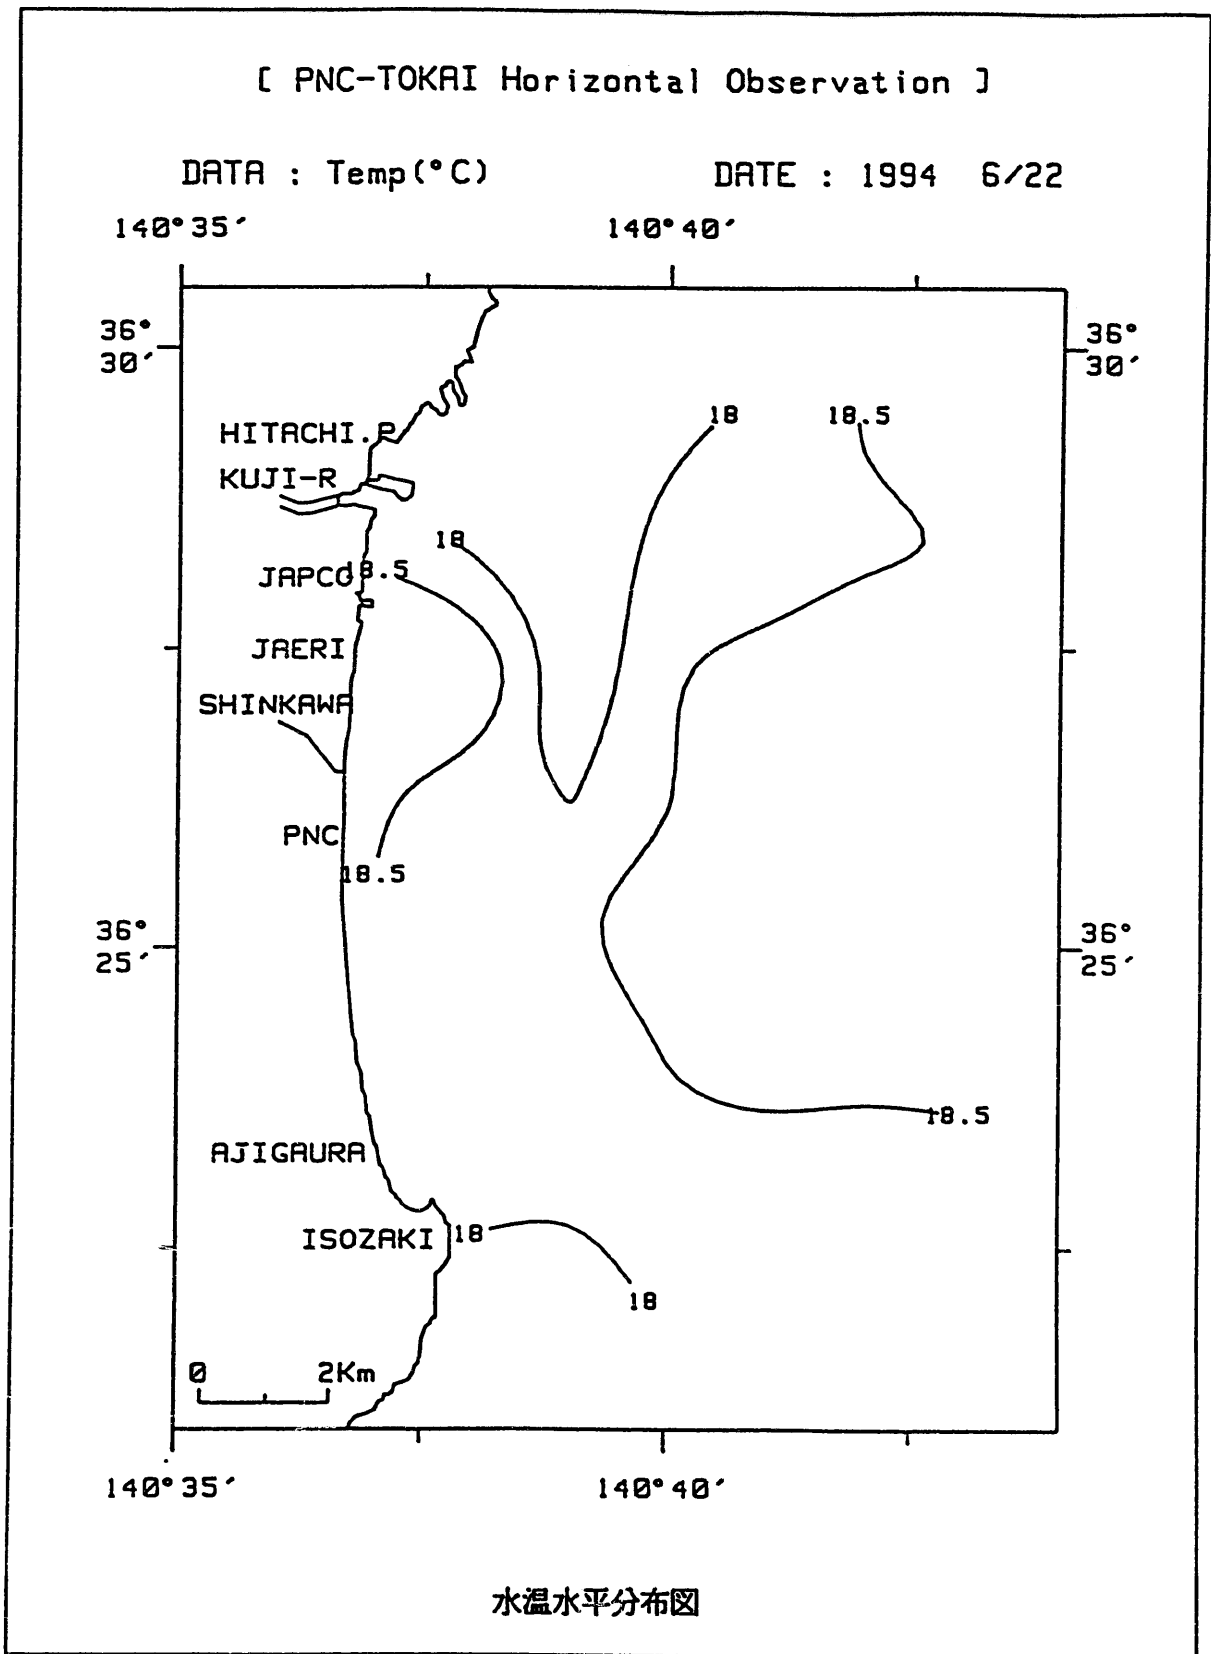 [ PNC-TOKAI Horizontal Observation ]
DATA : Temp(°C) DATE : 1994 6/22
140°35′ 140°40′
36°
30′
36°
30′
18 18.5
HITACHI.P
KUJI-R
18
JAPCO 18.5
JAERI
SHINKAWA
PNC
18.5
36°
25′
36°
25′
18.5
AJIGAURA
ISOZAKI 18
18
0 2Km
140°35′ 140°40′
水温水平分布図